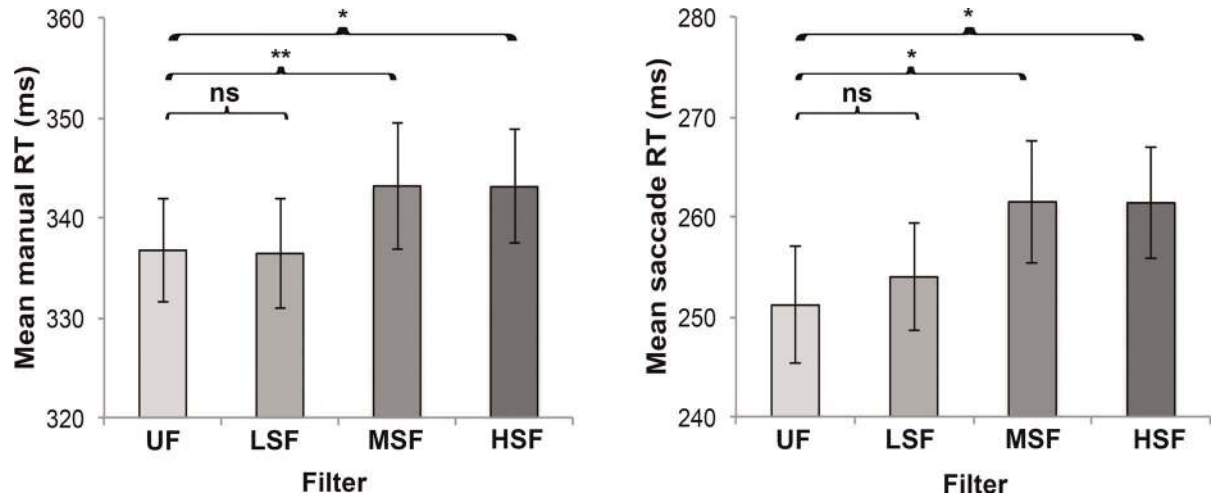 360
350
340
330
320
Mean manual RT (ms)
*
**
ns
UF LSF MSF HSF
Filter
280
270
260
250
240
Mean saccade RT (ms)
*
*
ns
UF LSF MSF HSF
Filter